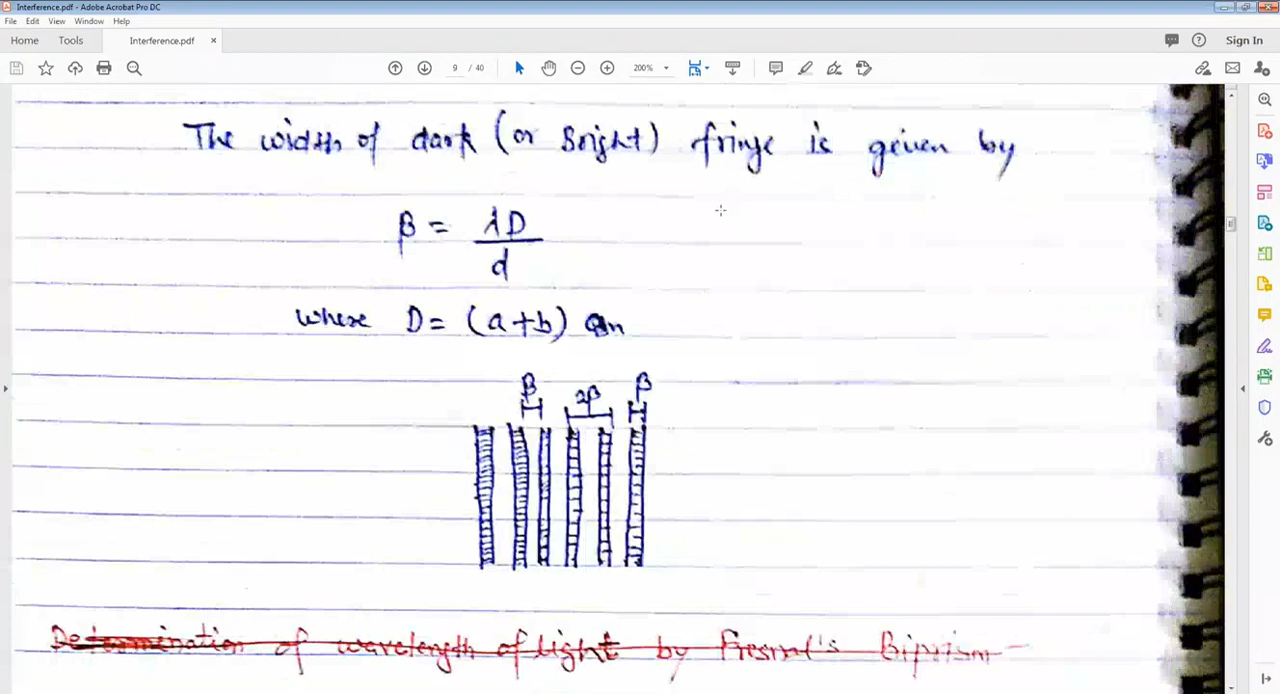 Interference.pdf - Adobe Acrobat Pro DC
File Edit View Window Help
Home Tools Interference.pdf × Sign In
9 / 40 200%
The width of dark (or Bright) fringe is given by
β = λD
d
where D = (a+b)
β 2β β
Determination of wavelength of light by Fresnel's Biprism